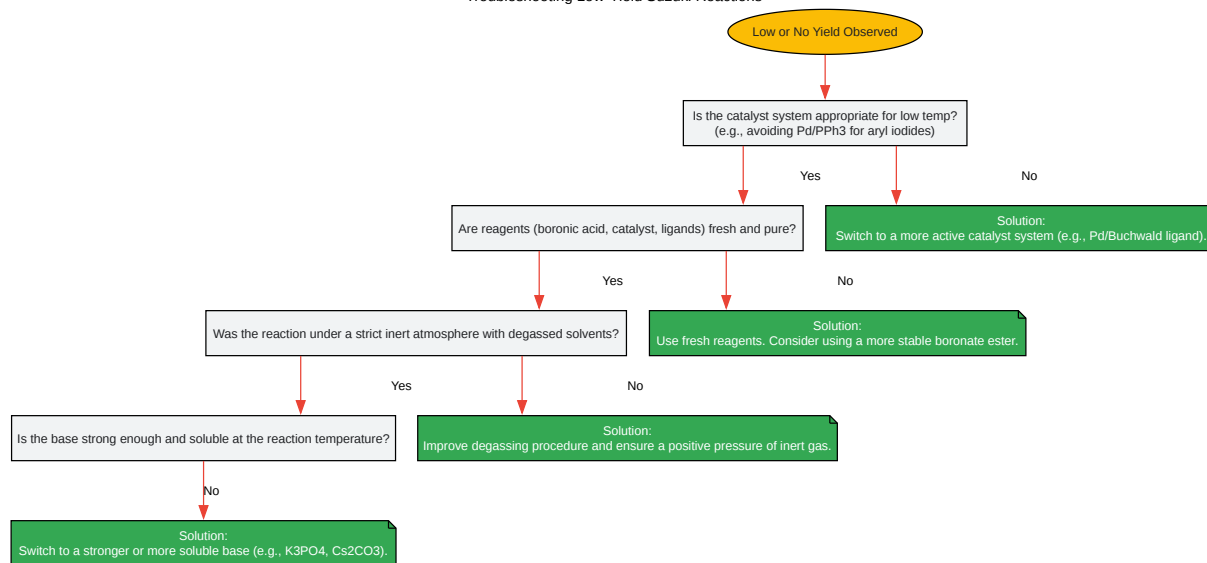 Troubleshooting Low-Yield Suzuki Reactions
Low or No Yield Observed
Is the catalyst system appropriate for low temp?
(e.g., avoiding Pd/PPh3 for aryl iodides)
Yes
No
Are reagents (boronic acid, catalyst, ligands) fresh and pure?
Solution:
Switch to a more active catalyst system (e.g., Pd/Buchwald ligand).
Yes
No
Was the reaction under a strict inert atmosphere with degassed solvents?
Solution:
Use fresh reagents. Consider using a more stable boronate ester.
Yes
No
Is the base strong enough and soluble at the reaction temperature?
Solution:
Improve degassing procedure and ensure a positive pressure of inert gas.
No
Solution:
Switch to a stronger or more soluble base (e.g., K3PO4, Cs2CO3).